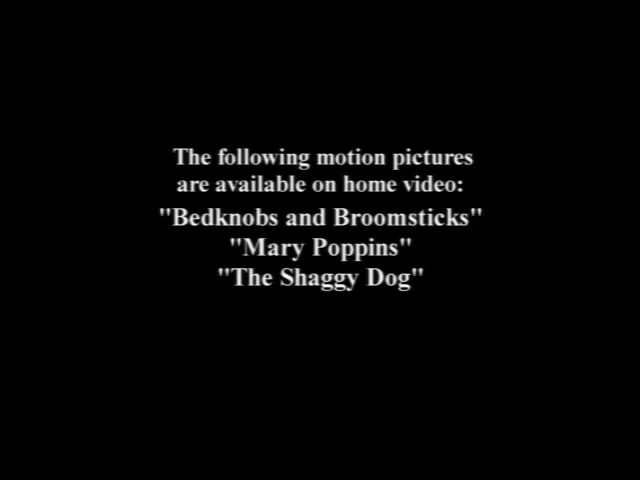 The following motion pictures
are available on home video:
"Bedknobs and Broomsticks"
"Mary Poppins"
"The Shaggy Dog"